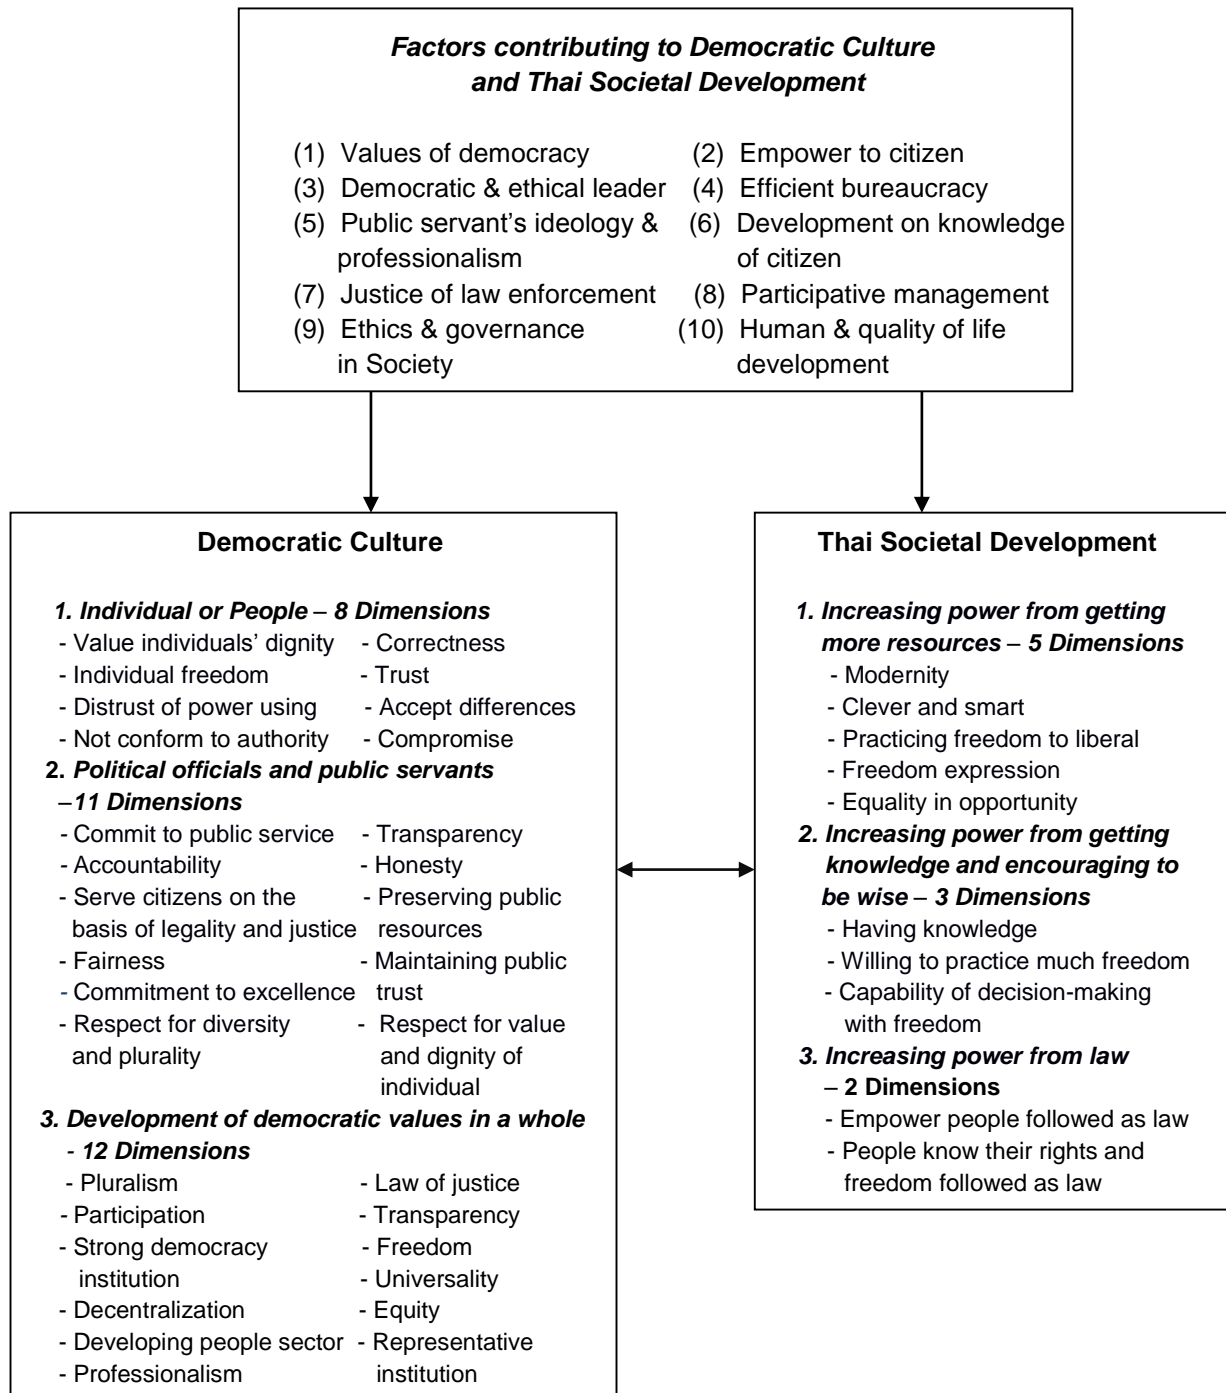 Factors contributing to Democratic Culture
and Thai Societal Development
(1) Values of democracy (2) Empower to citizen
(3) Democratic & ethical leader (4) Efficient bureaucracy
(5) Public servant's ideology & (6) Development on knowledge
professionalism of citizen
(7) Justice of law enforcement (8) Participative management
(9) Ethics & governance (10) Human & quality of life
in Society development
Democratic Culture
1. Individual or People – 8 Dimensions
- Value individuals' dignity - Correctness
- Individual freedom - Trust
- Distrust of power using - Accept differences
- Not conform to authority - Compromise
2. Political officials and public servants
–11 Dimensions
- Commit to public service - Transparency
- Accountability - Honesty
- Serve citizens on the - Preserving public
basis of legality and justice resources
- Fairness - Maintaining public
- Commitment to excellence trust
- Respect for diversity - Respect for value
and plurality and dignity of
individual
3. Development of democratic values in a whole
- 12 Dimensions
- Pluralism - Law of justice
- Participation - Transparency
- Strong democracy - Freedom
institution - Universality
- Decentralization - Equity
- Developing people sector - Representative
- Professionalism institution
Thai Societal Development
1. Increasing power from getting
more resources – 5 Dimensions
- Modernity
- Clever and smart
- Practicing freedom to liberal
- Freedom expression
- Equality in opportunity
2. Increasing power from getting
knowledge and encouraging to
be wise – 3 Dimensions
- Having knowledge
- Willing to practice much freedom
- Capability of decision-making
with freedom
3. Increasing power from law
– 2 Dimensions
- Empower people followed as law
- People know their rights and
freedom followed as law